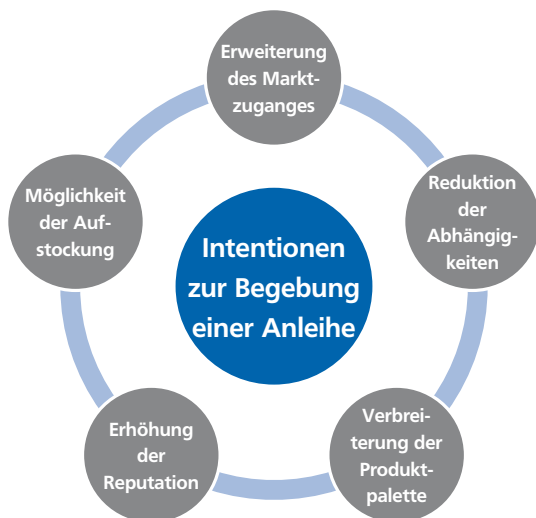 Erweiterung
des Markt-
zuganges
Reduktion
der
Abhängig-
keiten
Verbrei-
terung der
Produkt-
palette
Erhöhung
der
Reputation
Möglichkeit
der Auf-
stockung
Intentionen
zur Begebung
einer Anleihe